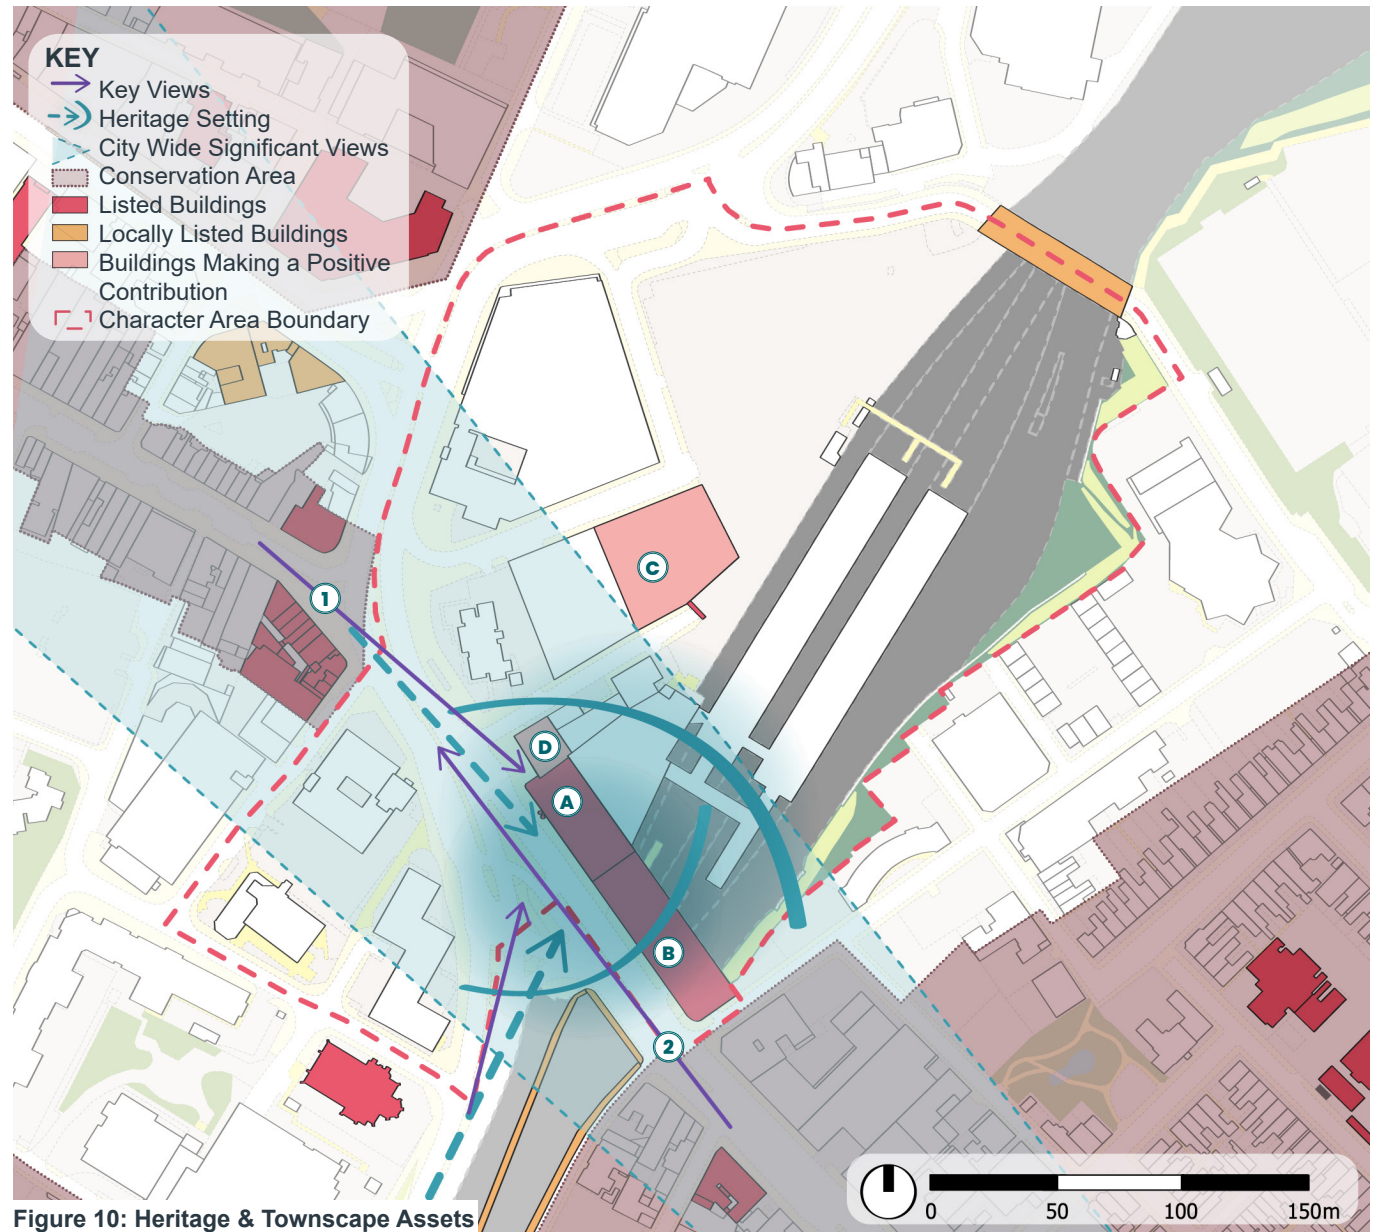 KEY
Key Views
Heritage Setting
City Wide Significant Views
Conservation Area
Listed Buildings
Locally Listed Buildings
Buildings Making a Positive
Contribution
Character Area Boundary
C
1
D
A
B
2
0 50 100 150m
Figure 10: Heritage & Townscape Assets